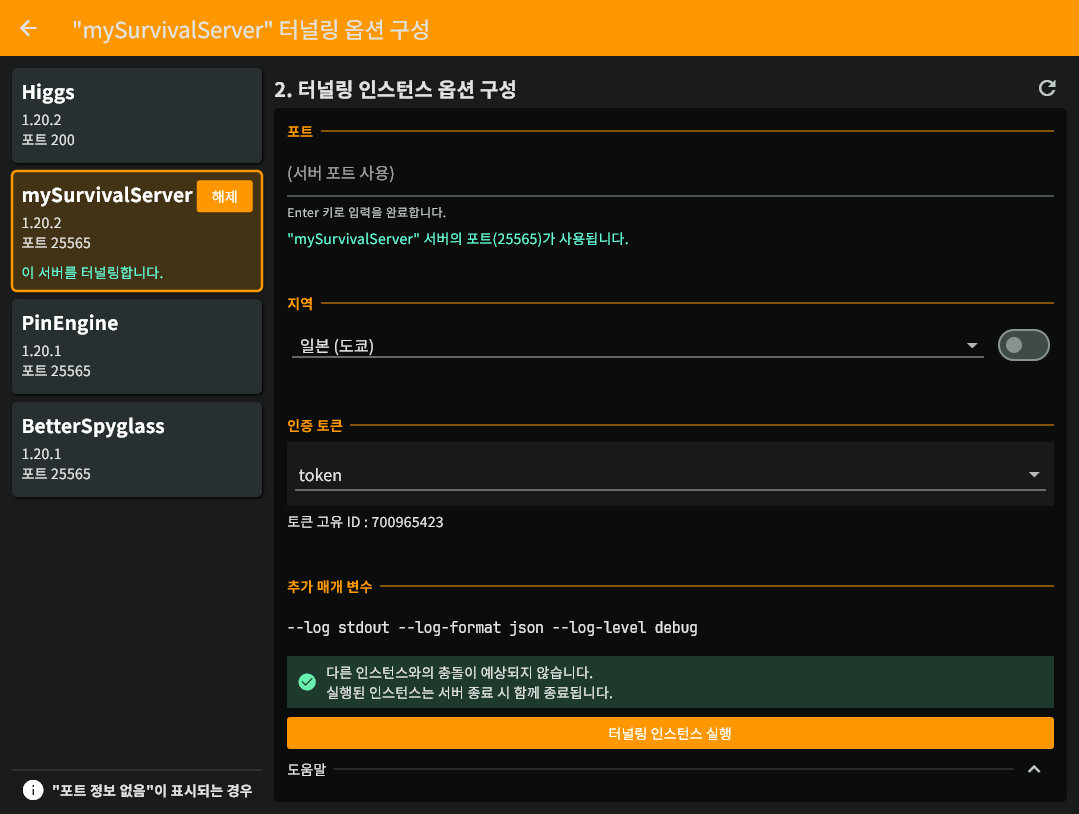 "mySurvivalServer" 터널링 옵션 구성
Higgs
1.20.2
포트 200
mySurvivalServer
해제
1.20.2
포트 25565
이 서버를 터널링합니다.
PinEngine
1.20.1
포트 25565
BetterSpyglass
1.20.1
포트 25565
"포트 정보 없음"이 표시되는 경우
2. 터널링 인스턴스 옵션 구성
포트
(서버 포트 사용)
Enter 키로 입력을 완료합니다.
"mySurvivalServer" 서버의 포트(25565)가 사용됩니다.
지역
일본 (도쿄)
인증 토큰
token
토큰 고유 ID : 700965423
추가 매개 변수
--log stdout --log-format json --log-level debug
다른 인스턴스와의 충돌이 예상되지 않습니다.
실행된 인스턴스는 서버 종료 시 함께 종료됩니다.
터널링 인스턴스 실행
도움말